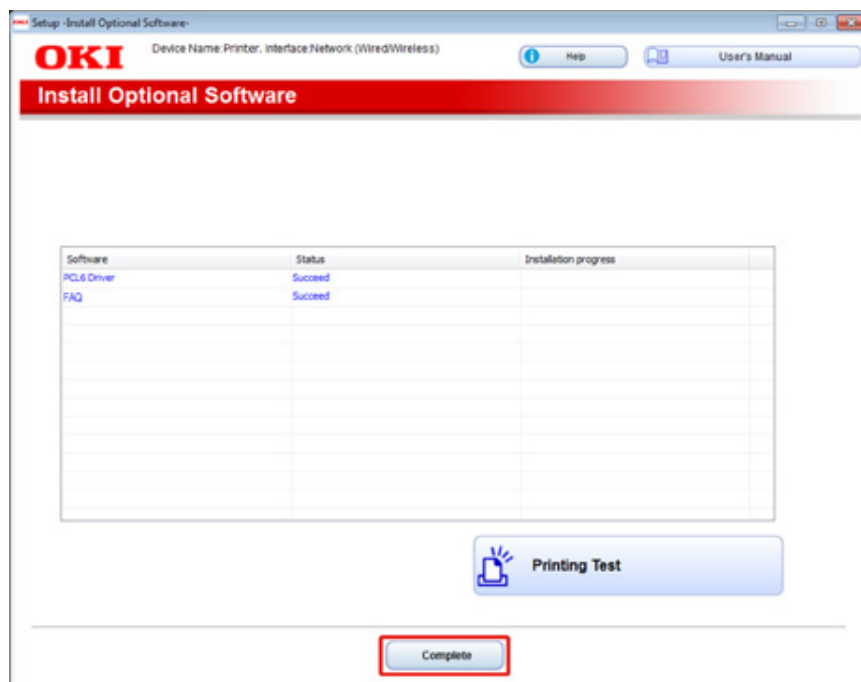 Setup -Install Optional Software-
OKI
Device Name:Printer, Interface:Network (Wired/Wireless)
Help
User's Manual
Install Optional Software
Software Status Installation progress
PCL6 Driver Succeed
FAQ Succeed
Printing Test
Complete